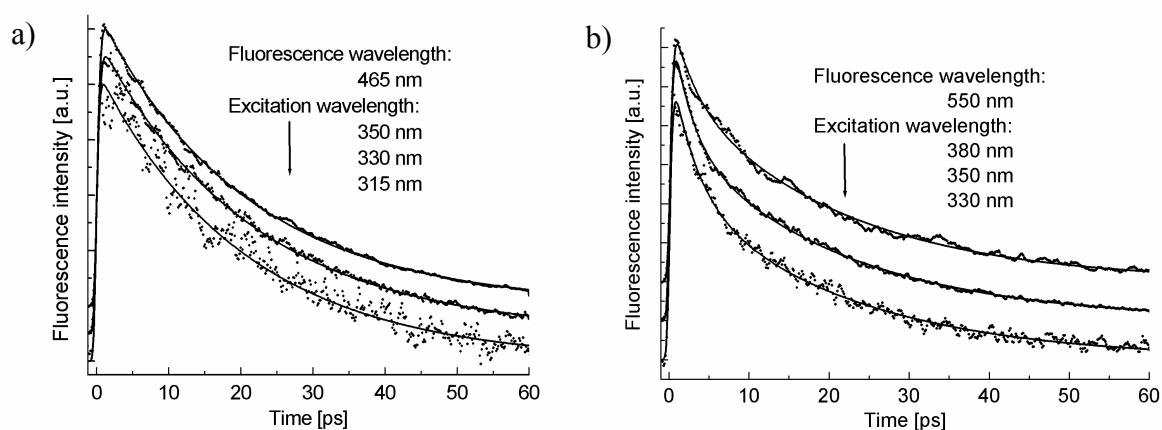 a)
Fluorescence intensity [a.u.]
Fluorescence wavelength:
465 nm
Excitation wavelength:
350 nm
330 nm
315 nm
0 10 20 30 40 50 60
Time [ps]
b)
Fluorescence intensity [a.u.]
Fluorescence wavelength:
550 nm
Excitation wavelength:
380 nm
350 nm
330 nm
0 10 20 30 40 50 60
Time [ps]